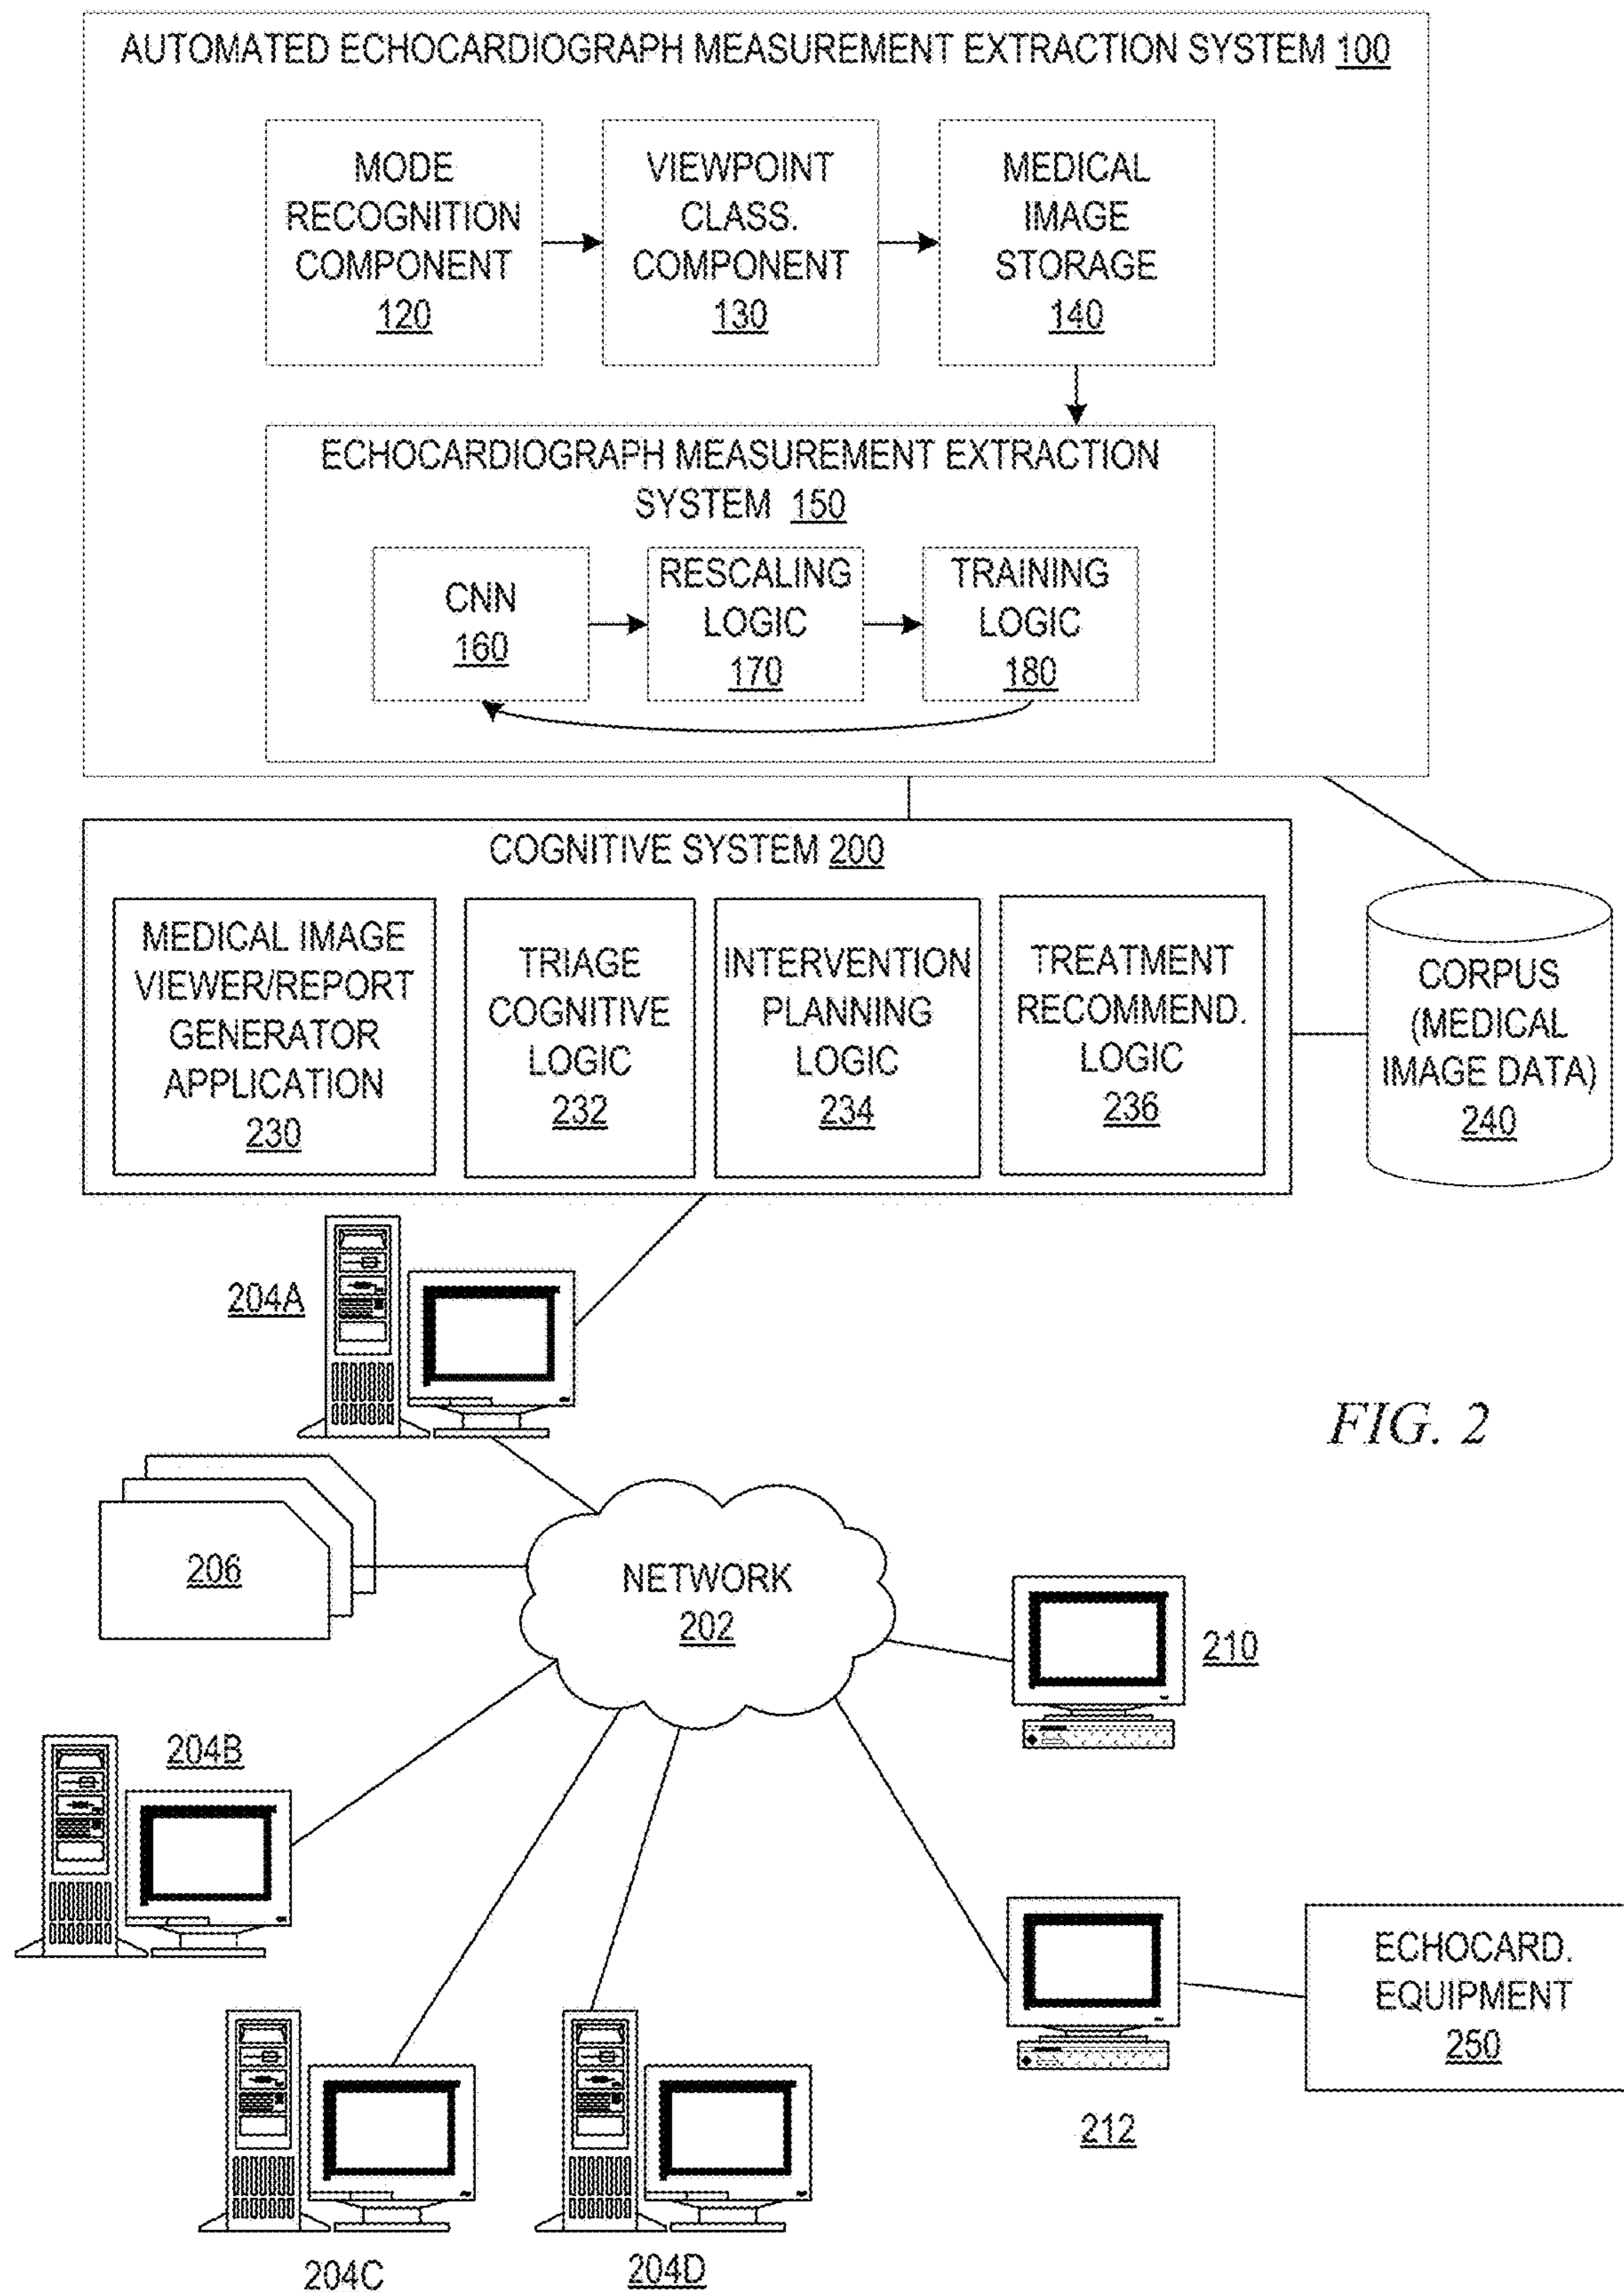 AUTOMATED ECHOCARDIOGRAPH MEASUREMENT EXTRACTION SYSTEM 100
MODE
RECOGNITION
COMPONENT
120
VIEWPOINT
CLASS.
COMPONENT
130
MEDICAL
IMAGE
STORAGE
140
ECHOCARDIOGRAPH MEASUREMENT EXTRACTION
SYSTEM 150
CNN
160
RESCALING
LOGIC
170
TRAINING
LOGIC
180
COGNITIVE SYSTEM 200
MEDICAL IMAGE
VIEWER/REPORT
GENERATOR
APPLICATION
230
TRIAGE
COGNITIVE
LOGIC
232
INTERVENTION
PLANNING
LOGIC
234
TREATMENT
RECOMMEND.
LOGIC
236
CORPUS
(MEDICAL
IMAGE DATA)
240
204A
FIG. 2
206
NETWORK
202
210
204B
ECHOCARD.
EQUIPMENT
250
212
204C
204D